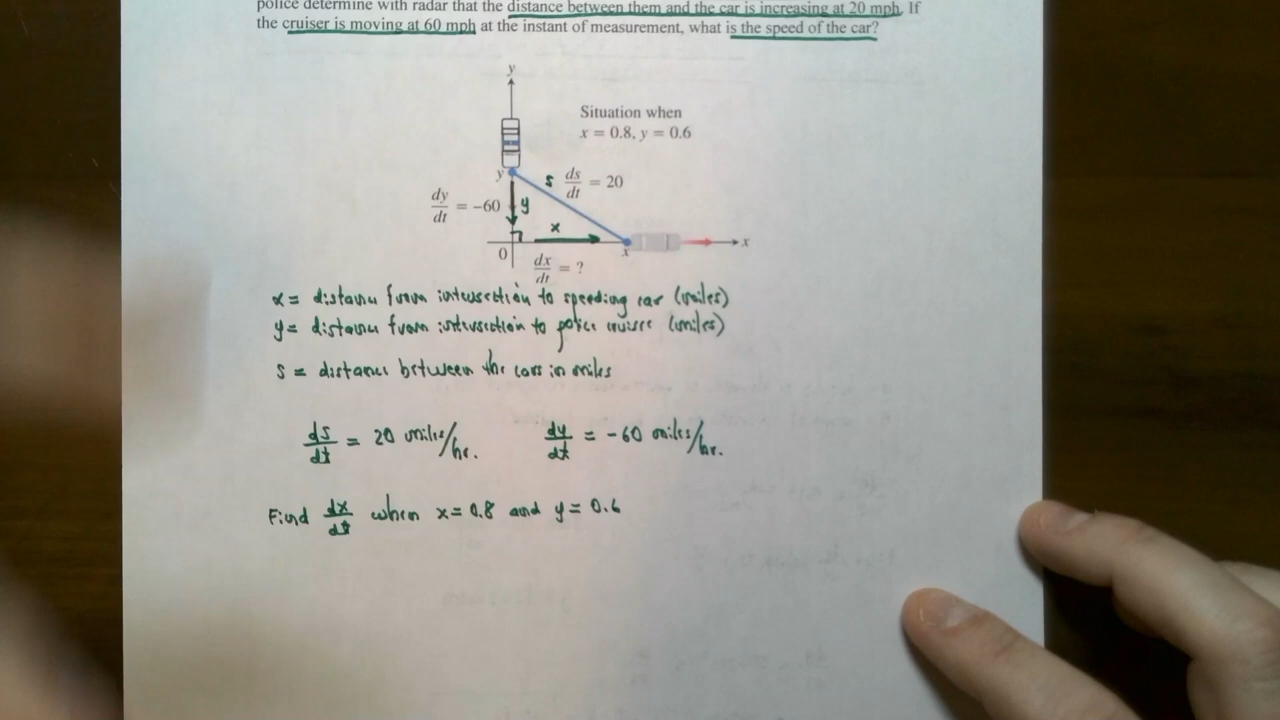 police determine with radar that the distance between them and the car is increasing at 20 mph. If
the cruiser is moving at 60 mph at the instant of measurement, what is the speed of the car?
y
Situation when
x = 0.8, y = 0.6
y
s ds/dt = 20
dy/dt = −60
y
x
0
x
x
dx/dt = ?
x = distance from intersection to speeding car (miles)
y = distance from intersection to police cruiser (miles)
s = distance between the cars in miles
ds/dt = 20 miles/hr. dy/dt = -60 miles/hr.
Find dx/dt when x = 0.8 and y = 0.6